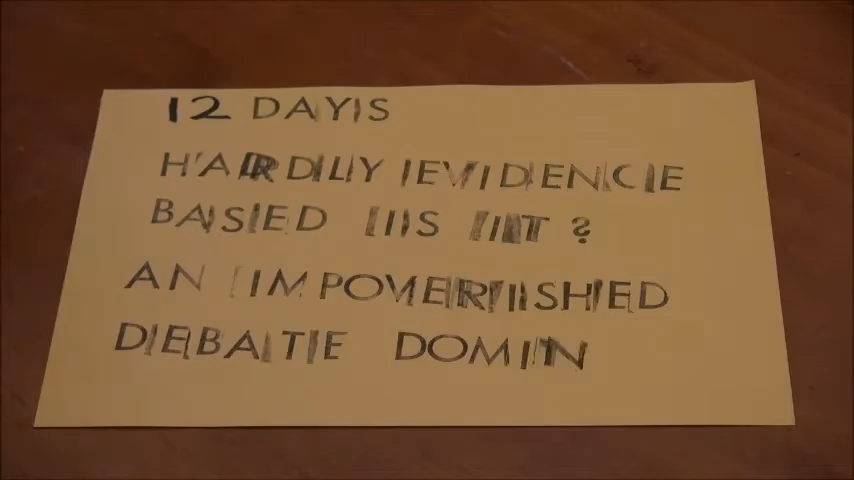 12 DAYS
HARDLY EVIDENCE
BASED IS IT ?
AN IMPOVERISHED
DEBATE DOMIN